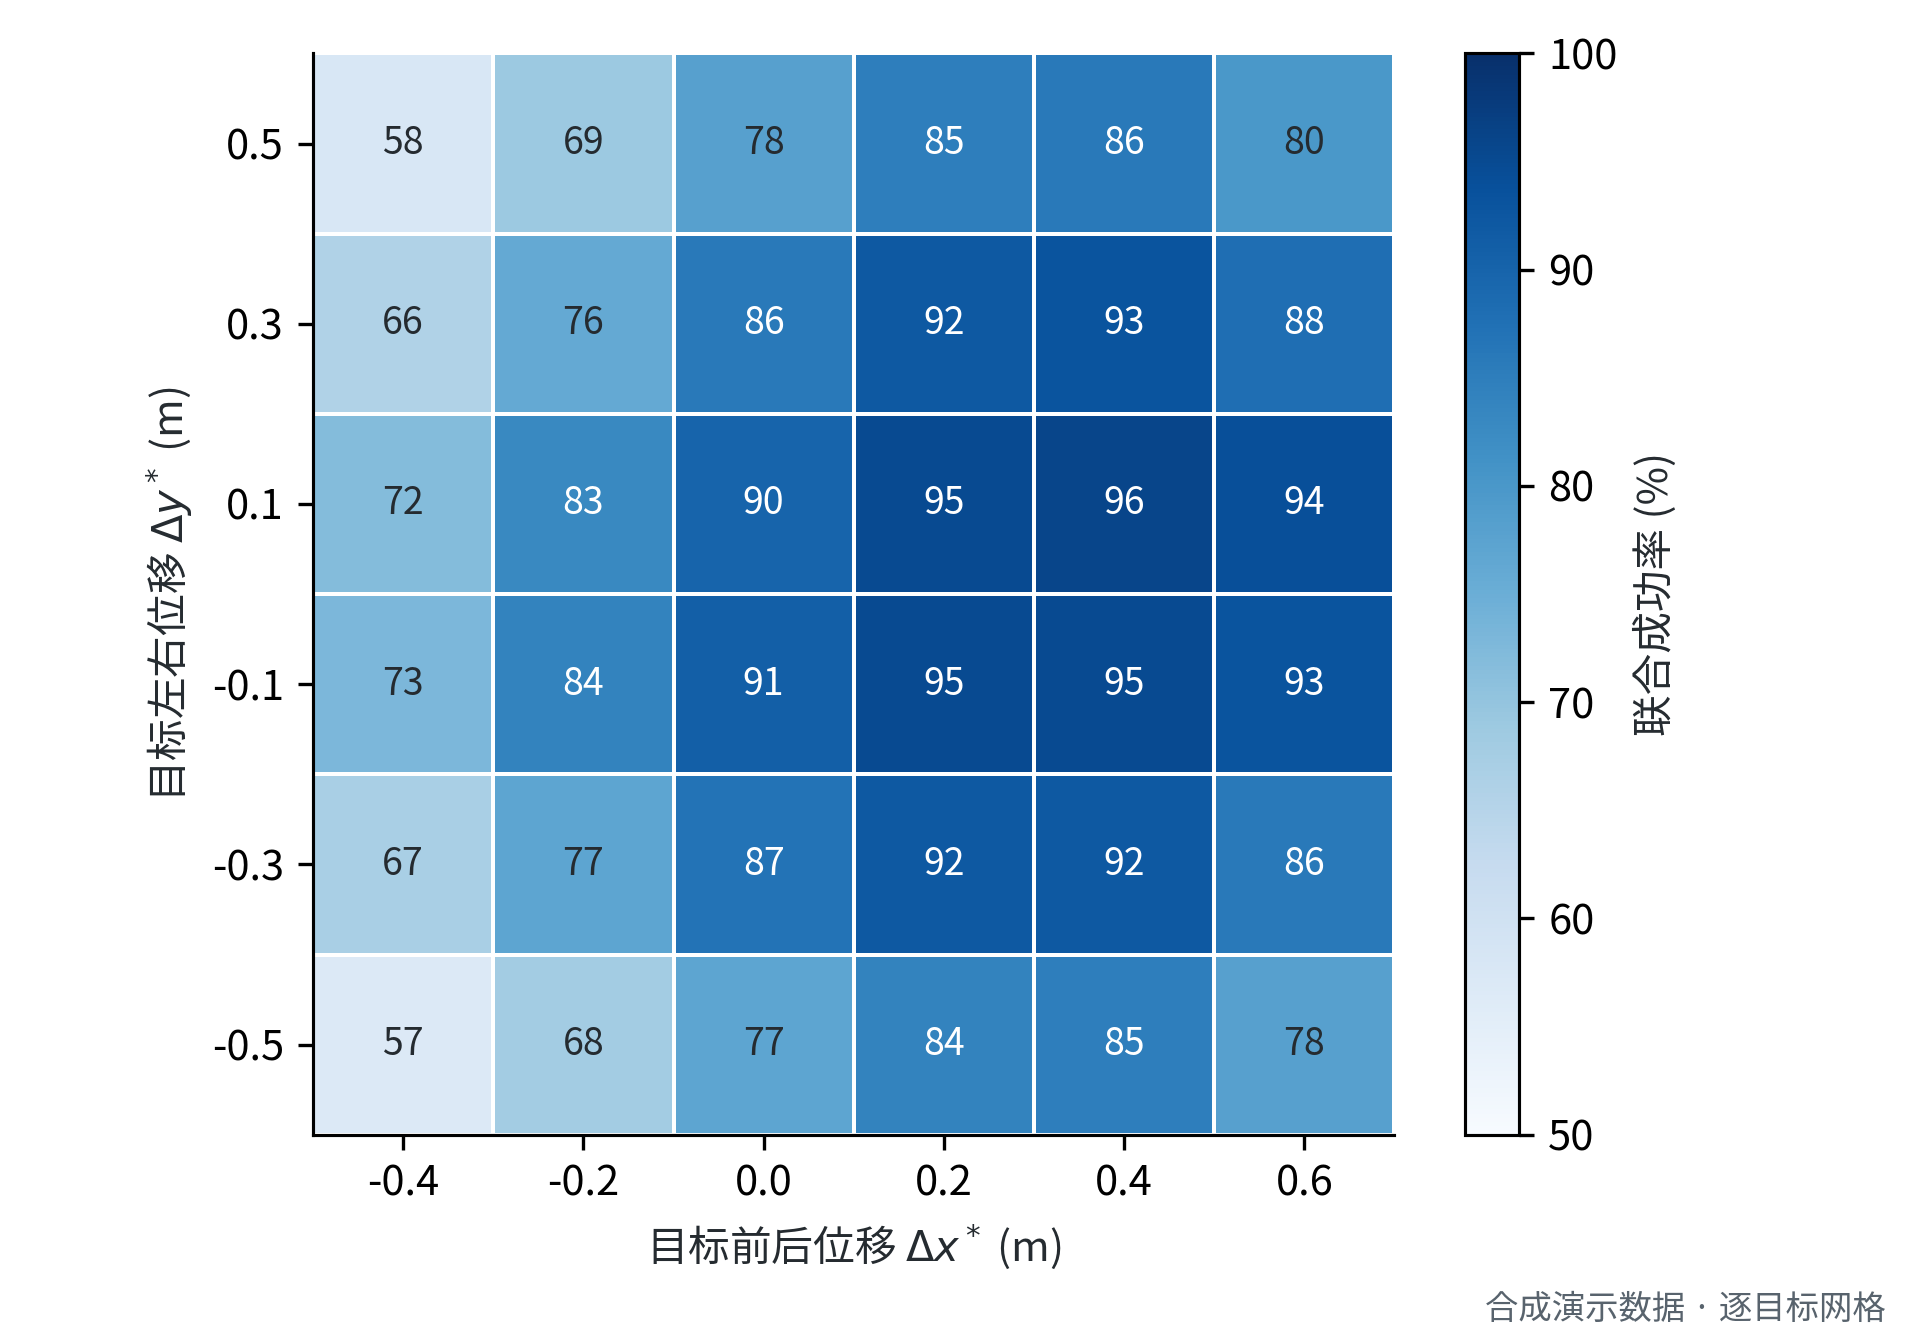 0.5 58 69 78 85 86 80
0.3 66 76 86 92 93 88
0.1 72 83 90 95 96 94
-0.1 73 84 91 95 95 93
-0.3 67 77 87 92 92 86
-0.5 57 68 77 84 85 78
-0.4 -0.2 0.0 0.2 0.4 0.6
目标前后位移 Δx* (m)
目标左右位移 Δy* (m)
100
90
80
70
60
50
联合成功率 (%)
合成演示数据 · 逐目标网格